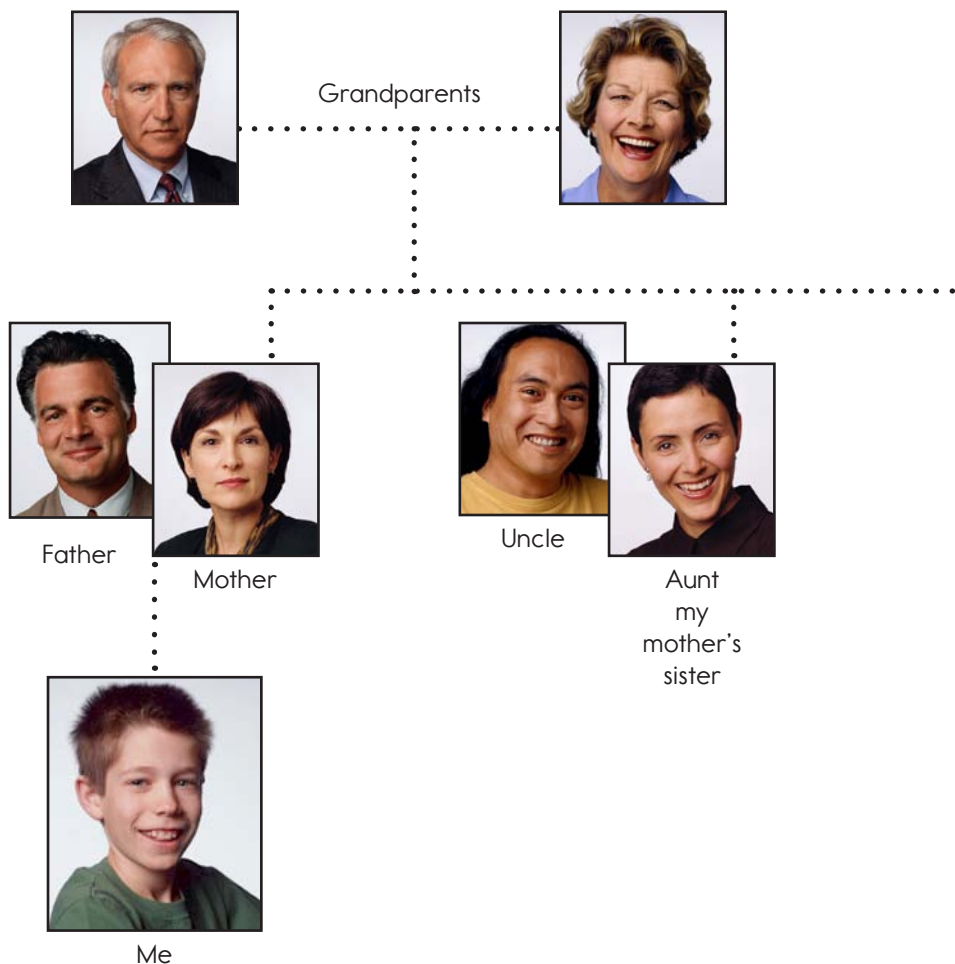 Grandparents
Father
Mother
Uncle
Aunt
my
mother's
sister
Me